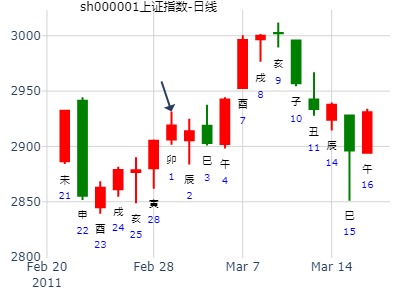 sh000001上证指数-日线
3000
2950
2900
2850
2800
未
21
申
22
酉
23
戌
24
亥
25
寅
28
卯
1
辰
2
巳
3
午
4
酉
7
戌
8
亥
9
子
10
丑
11
辰
14
巳
15
午
16
Feb 20
2011
Feb 28
Mar 7
Mar 14